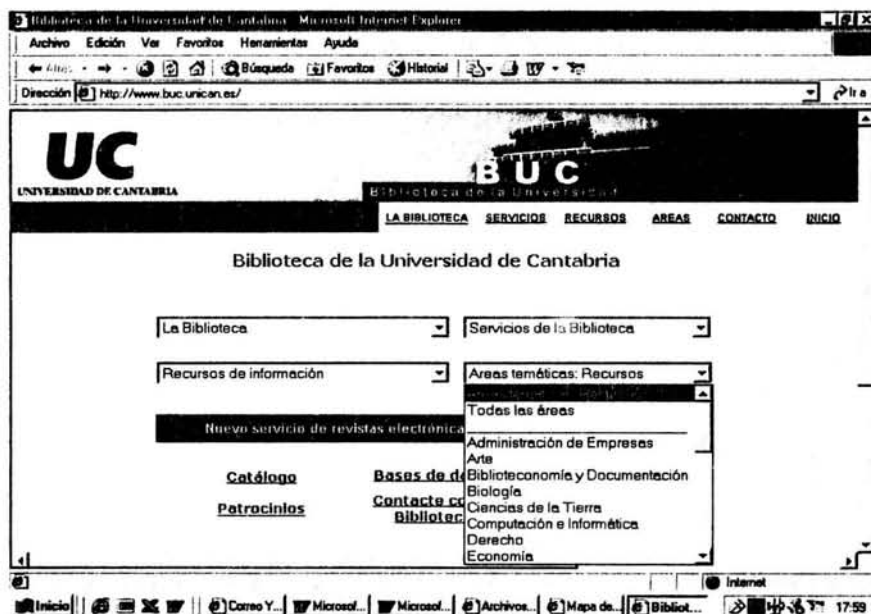 Biblioteca de la Universidad de Cantabria - Microsoft Internet Explorer
Archivo Edición Ver Favoritos Herramientas Ayuda
Atrás Búsqueda Favoritos Historial
Dirección http://www.buc.unican.es/ Ir a
UC
UNIVERSIDAD DE CANTABRIA
BUC
Biblioteca de la Universidad
LA BIBLIOTECA SERVICIOS RECURSOS AREAS CONTACTO INICIO
Biblioteca de la Universidad de Cantabria
La Biblioteca Servicios de la Biblioteca
Recursos de información Areas temáticas: Recursos
Todas las áreas
Nuevo servicio de revistas electrónica
Administración de Empresas
Arte
Catálogo Bases de d
Biblioteconomía y Documentación
Biología
Patrocinios Contacte co
Bibliotec
Ciencias de la Tierra
Computación e Informática
Derecho
Economía
Internet
Inicio Correo Y... Microsof... Microsof... Archivos... Mapa de... Bibliot... 17:59